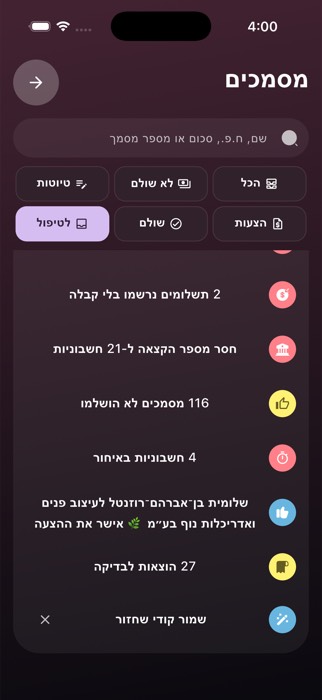 4:00
מסמכים
שם, ח.פ., סכום או מספר מסמך
הכל
לא שולם
טיוטות
הצעות
שולם
לטיפול
2 תשלומים נרשמו בלי קבלה
חסר מספר הקצאה ל-21 חשבוניות
116 מסמכים לא הושלמו
4 חשבוניות באיחור
שלומית בן־אברהם־רוזנטל לעיצוב פנים
ואדריכלות נוף בע״מ 🌿 אישר את ההצעה
27 הוצאות לבדיקה
שמור קודי שחזור